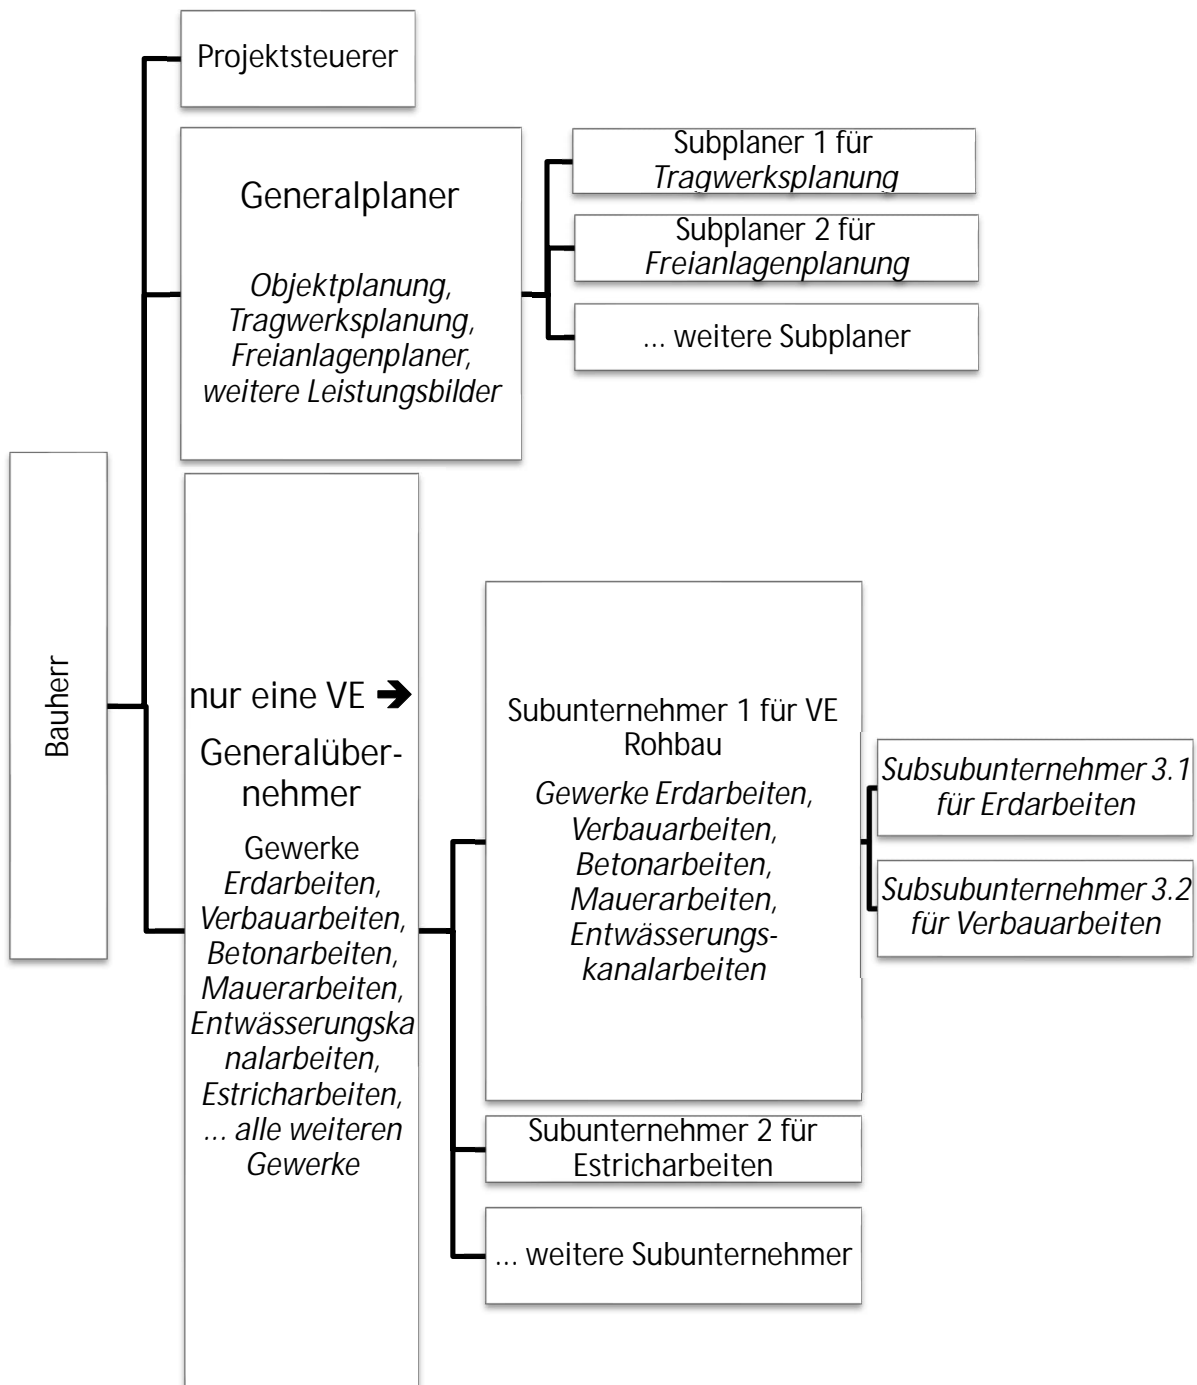 Projektsteuerer
Generalplaner
Objektplanung,
Tragwerksplanung,
Freianlagenplaner,
weitere Leistungsbilder
Subplaner 1 für
Tragwerksplanung
Subplaner 2 für
Freianlagenplanung
... weitere Subplaner
Bauherr
nur eine VE ➔
Generalüber-
nehmer
Gewerke
Erdarbeiten,
Verbauarbeiten,
Betonarbeiten,
Mauerarbeiten,
Entwässerungska
nalarbeiten,
Estricharbeiten,
... alle weiteren
Gewerke
Subunternehmer 1 für VE
Rohbau
Gewerke Erdarbeiten,
Verbauarbeiten,
Betonarbeiten,
Mauerarbeiten,
Entwässerungs-
kanalarbeiten
Subsubunternehmer 3.1
für Erdarbeiten
Subsubunternehmer 3.2
für Verbauarbeiten
Subunternehmer 2 für
Estricharbeiten
... weitere Subunternehmer